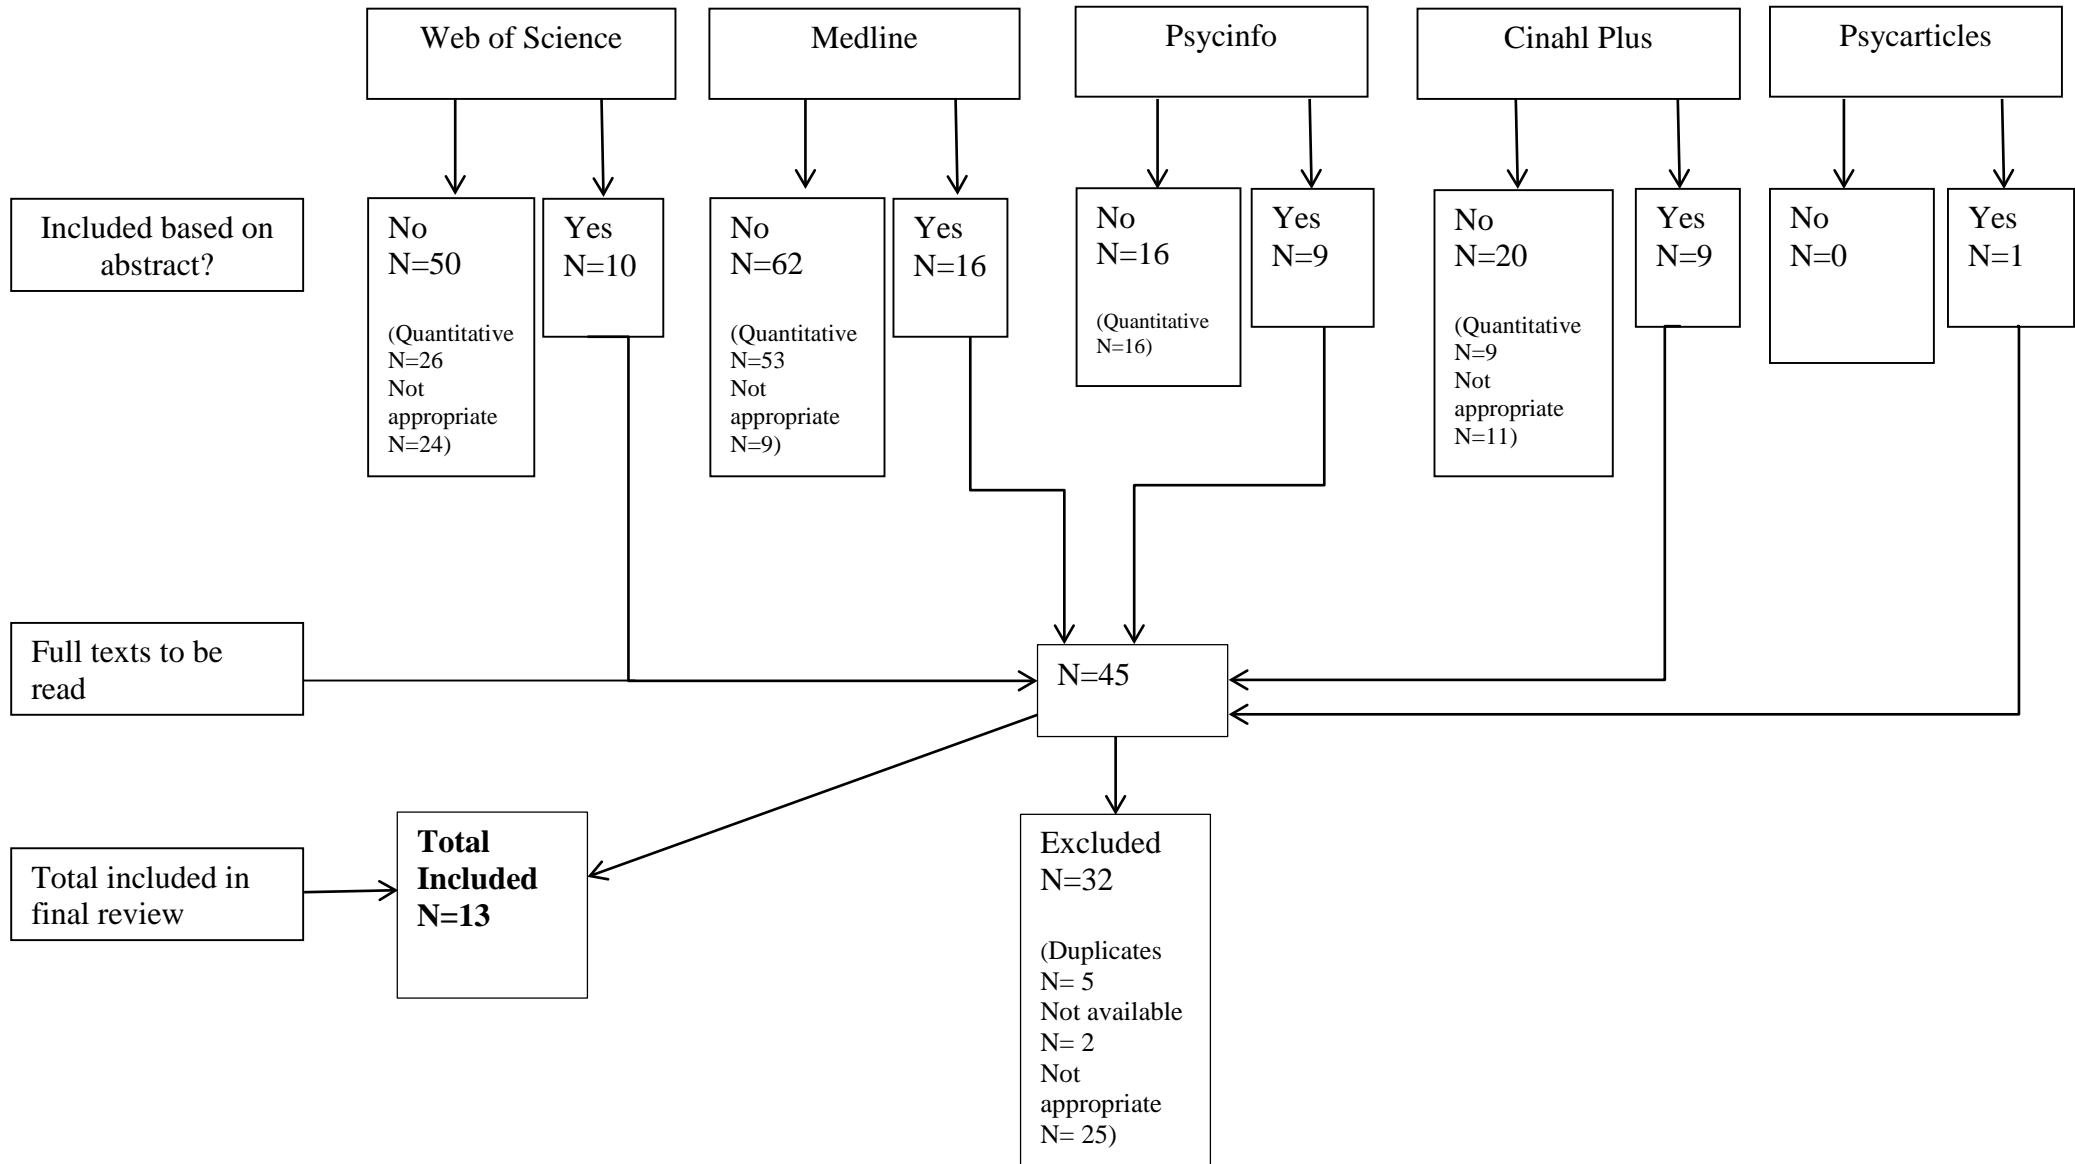 Web of Science
Medline
Psycinfo
Cinahl Plus
Psycarticles
Included based on
abstract?
No
N=50
(Quantitative
N=26
Not
appropriate
N=24)
Yes
N=10
No
N=62
(Quantitative
N=53
Not
appropriate
N=9)
Yes
N=16
No
N=16
(Quantitative
N=16)
Yes
N=9
No
N=20
(Quantitative
N=9
Not
appropriate
N=11)
Yes
N=9
No
N=0
Yes
N=1
Full texts to be
read
N=45
Total included in
final review
Total
Included
N=13
Excluded
N=32
(Duplicates
N= 5
Not available
N= 2
Not
appropriate
N= 25)